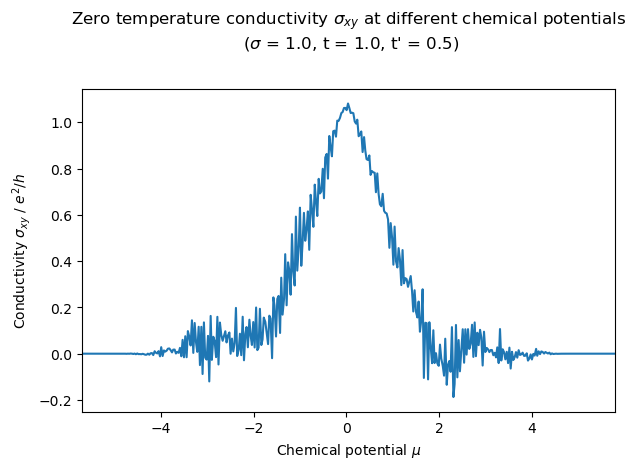 Zero temperature conductivity σxy at different chemical potentials
(σ = 1.0, t = 1.0, t' = 0.5)
Conductivity σxy / e²/h
1.0
0.8
0.6
0.4
0.2
0.0
−0.2
−4 −2 0 2 4
Chemical potential μ